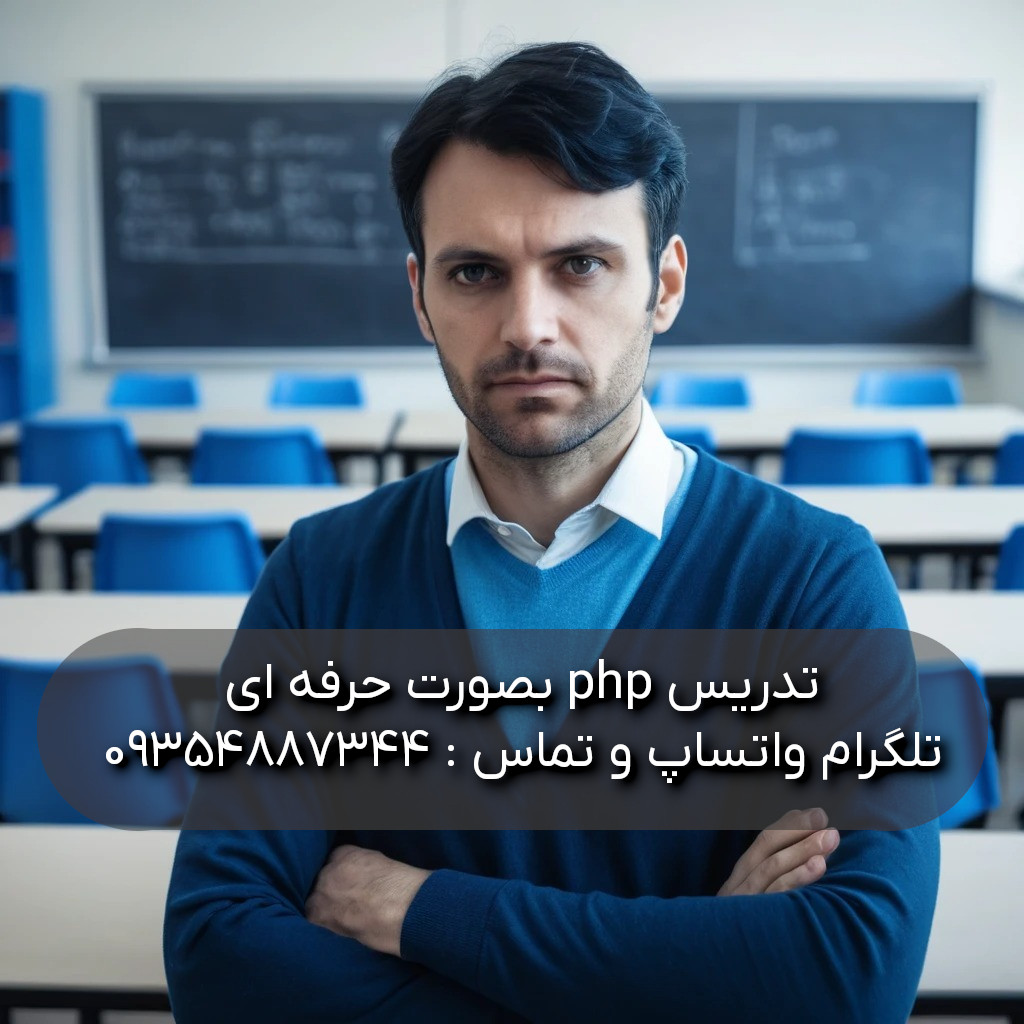 تدریس php بصورت حرفه ای
تلگرام واتساپ و تماس : ۰۹۳۵۴۸۸۷۳۴۴